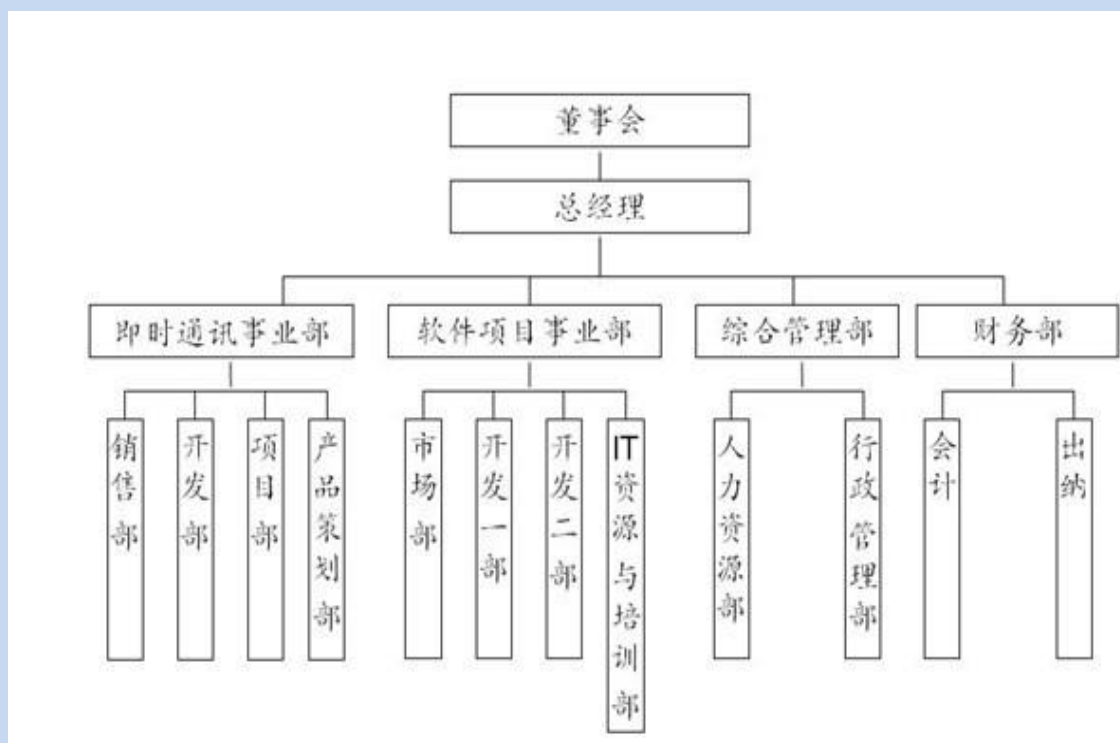 董事会
总经理
即时通讯事业部
软件项目事业部
综合管理部
财务部
销售部
开发部
项目部
产品策划部
市场部
开发一部
开发二部
IT资源与培训部
人力资源部
行政管理部
会计
出纳